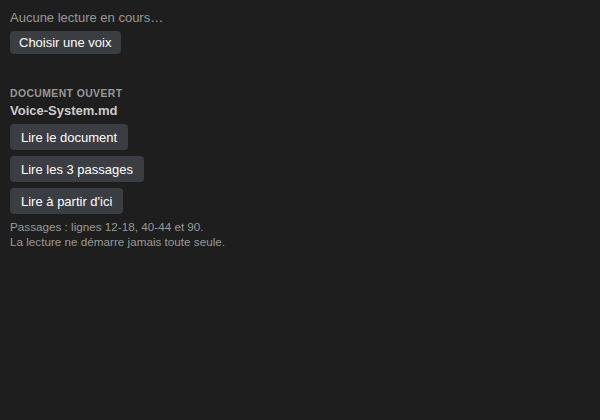 Aucune lecture en cours…
Choisir une voix
DOCUMENT OUVERT
Voice-System.md
Lire le document
Lire les 3 passages
Lire à partir d'ici
Passages : lignes 12-18, 40-44 et 90.
La lecture ne démarre jamais toute seule.